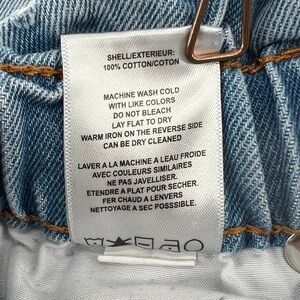 SHELL/EXTERIEUR:
100% COTTON/COTON
MACHINE WASH COLD
WITH LIKE COLORS
DO NOT BLEACH
LAY FLAT TO DRY
WARM IRON ON THE REVERSE SIDE
CAN BE DRY CLEANED
LAVER A LA MACHINE A LEAU FROIDE
AVEC COULEURS SIMILAIRES
NE PAS JAVELLISER.
ETENDRE A PLAT POUR SECHER
FER CHAUD A LENVERS
NETTOYAGE A SEC POSSIBLE.